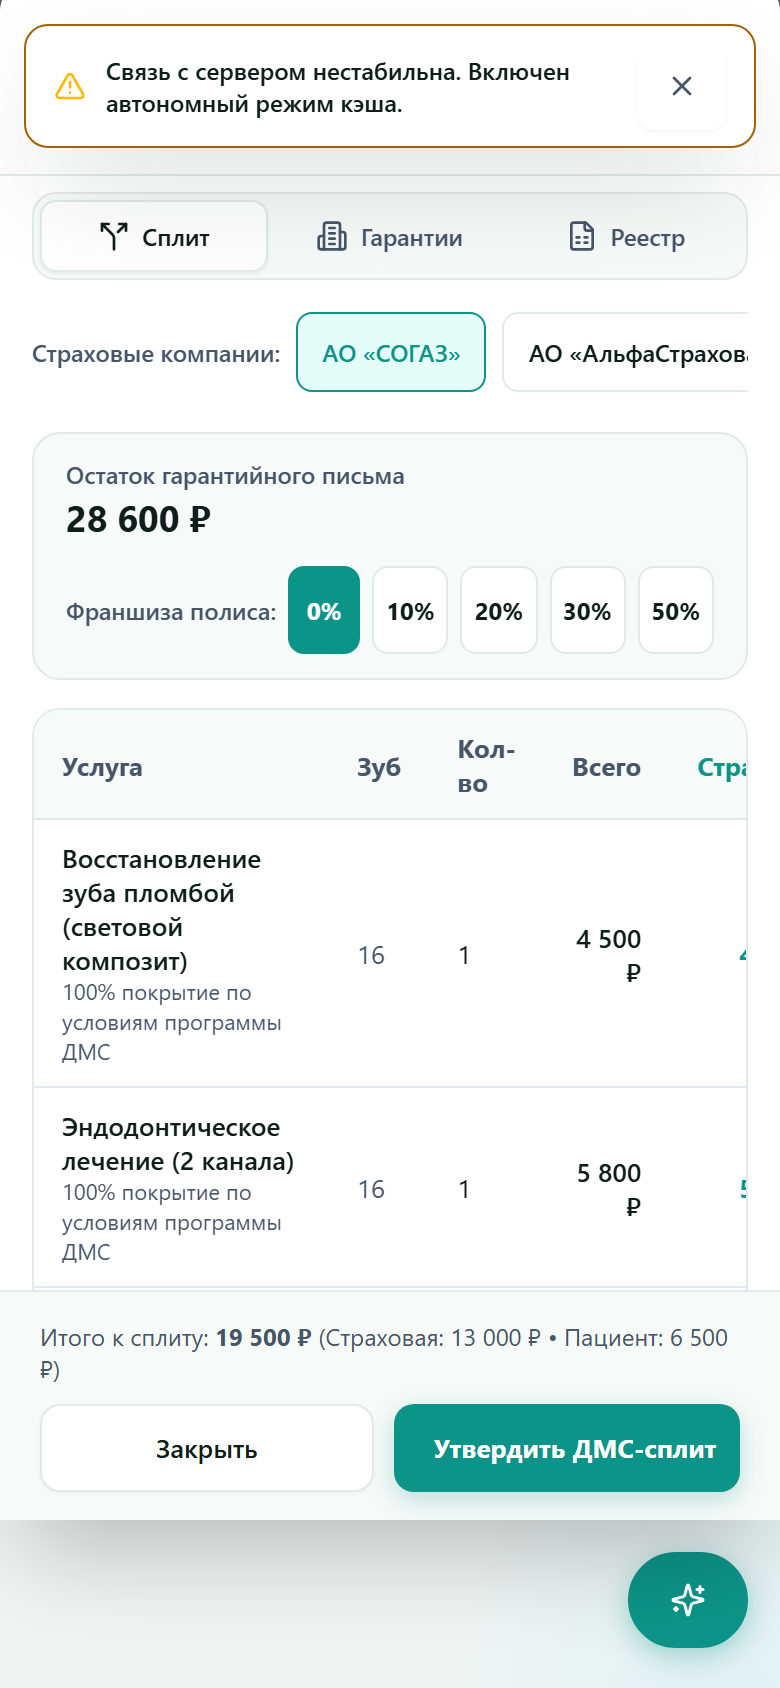 Связь с сервером нестабильна. Включен
автономный режим кэша.
Сплит
Гарантии
Реестр
Страховые компании:
АО «СОГАЗ»
АО «АльфаСтрахова
Остаток гарантийного письма
28 600 ₽
Франшиза полиса:
0%
10%
20%
30%
50%
Услуга
Зуб
Кол-
во
Всего
Стра
Восстановление
зуба пломбой
(световой
композит)
100% покрытие по
условиям программы
ДМС
16
1
4 500
₽
Эндодонтическое
лечение (2 канала)
100% покрытие по
условиям программы
ДМС
16
1
5 800
₽
Итого к сплиту: 19 500 ₽ (Страховая: 13 000 ₽ • Пациент: 6 500
₽)
Закрыть
Утвердить ДМС-сплит